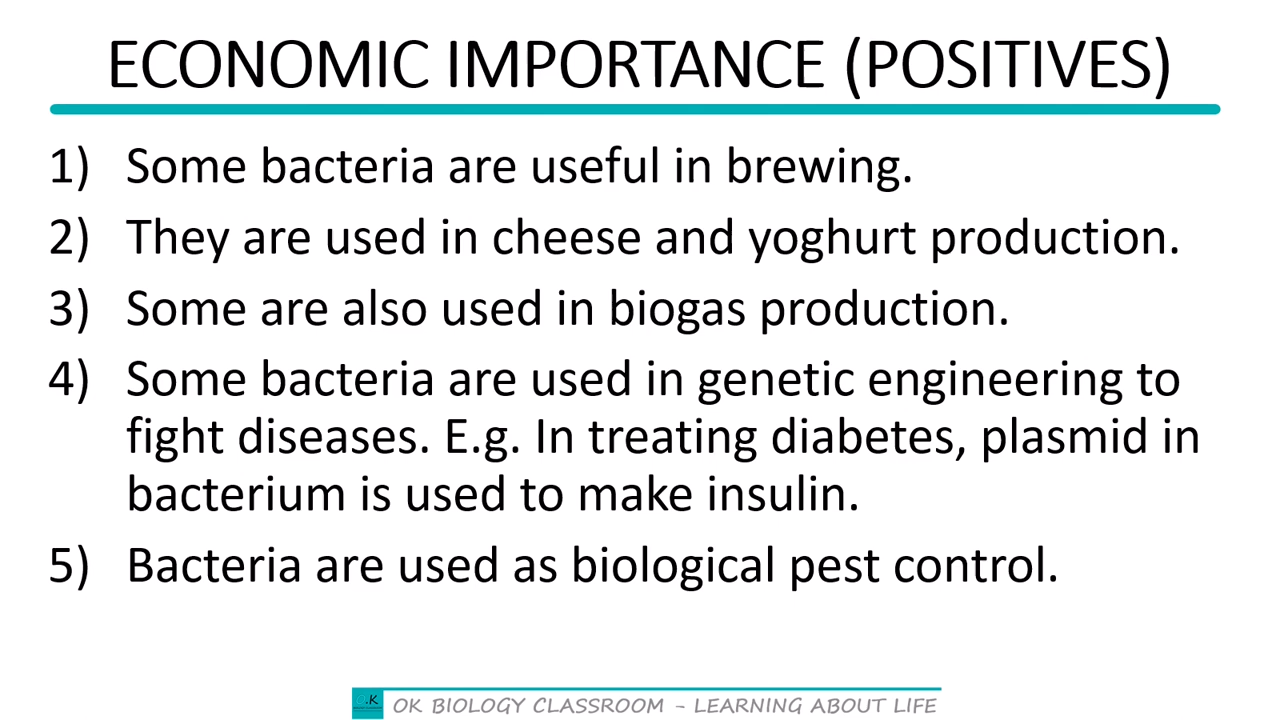 ECONOMIC IMPORTANCE (POSITIVES)
1) Some bacteria are useful in brewing.
2) They are used in cheese and yoghurt production.
3) Some are also used in biogas production.
4) Some bacteria are used in genetic engineering to
fight diseases. E.g. In treating diabetes, plasmid in
bacterium is used to make insulin.
5) Bacteria are used as biological pest control.
OK BIOLOGY CLASSROOM – LEARNING ABOUT LIFE